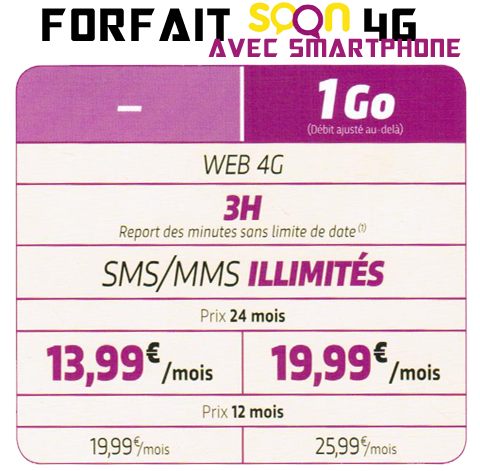 FORFAIT SOON 4G
AVEC SMARTPHONE
– 1 Go
(Débit ajusté au-delà)
WEB 4G
3H
Report des minutes sans limite de date (1)
SMS/MMS ILLIMITÉS
Prix 24 mois
13,99€/mois 19,99€/mois
Prix 12 mois
19,99€/mois 25,99€/mois